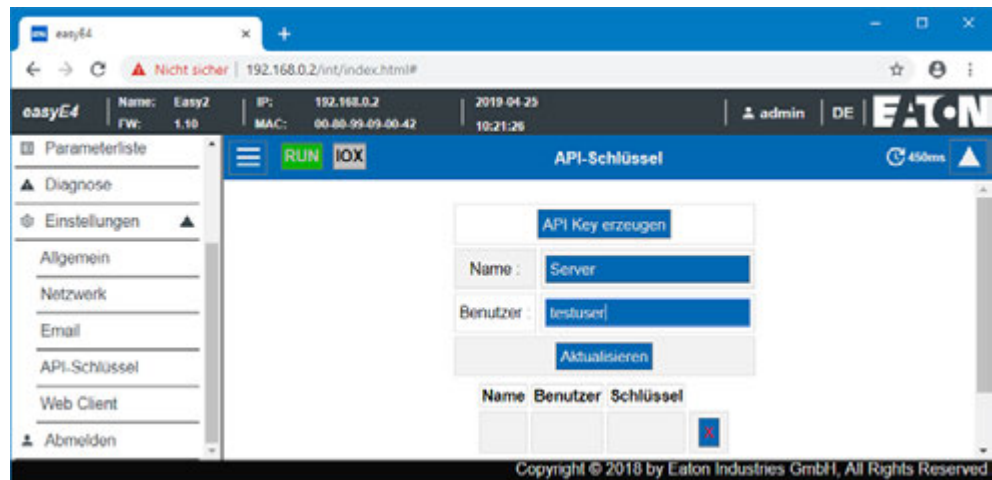 easyE4
Nicht sicher | 192.168.0.2/int/index.html#
easyE4 Name: Easy2 IP: 192.168.0.2 2019-04-25 admin DE EATON
FW: 1.10 MAC: 00-80-99-09-00-42 10:21:26
Parameterliste
RUN IOX API-Schlüssel 450ms
Diagnose
Einstellungen
Allgemein
Netzwerk
Email
API-Schlüssel
Web Client
Abmelden
API Key erzeugen
Name : Server
Benutzer : testuser
Aktualisieren
Name Benutzer Schlüssel
X
Copyright © 2018 by Eaton Industries GmbH, All Rights Reserved